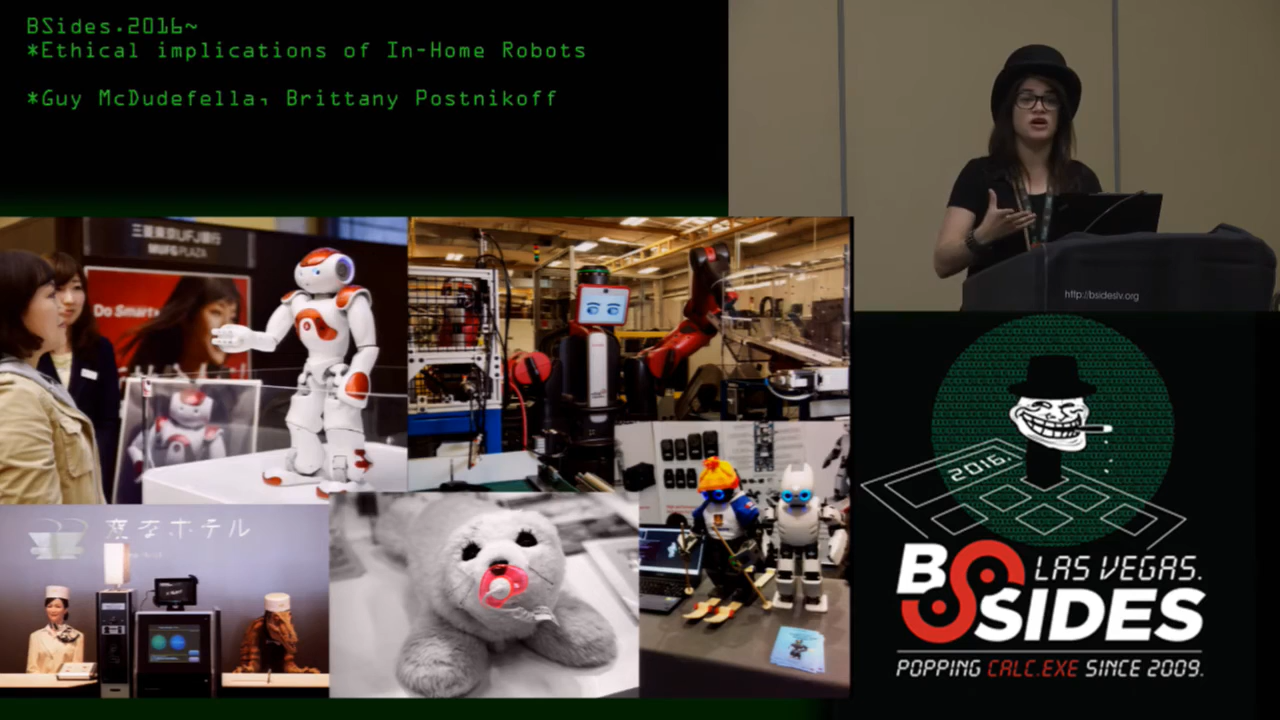 BSides.2016~
*Ethical implications of In-Home Robots
*Guy McDudefella, Brittany Postnikoff
三菱東京UFJ銀行
MUFG PLAZA
Do Smart
http://bsideslv.org
変なホテル
2016.
BSIDES
LAS VEGAS.
POPPING CALC.EXE SINCE 2009.